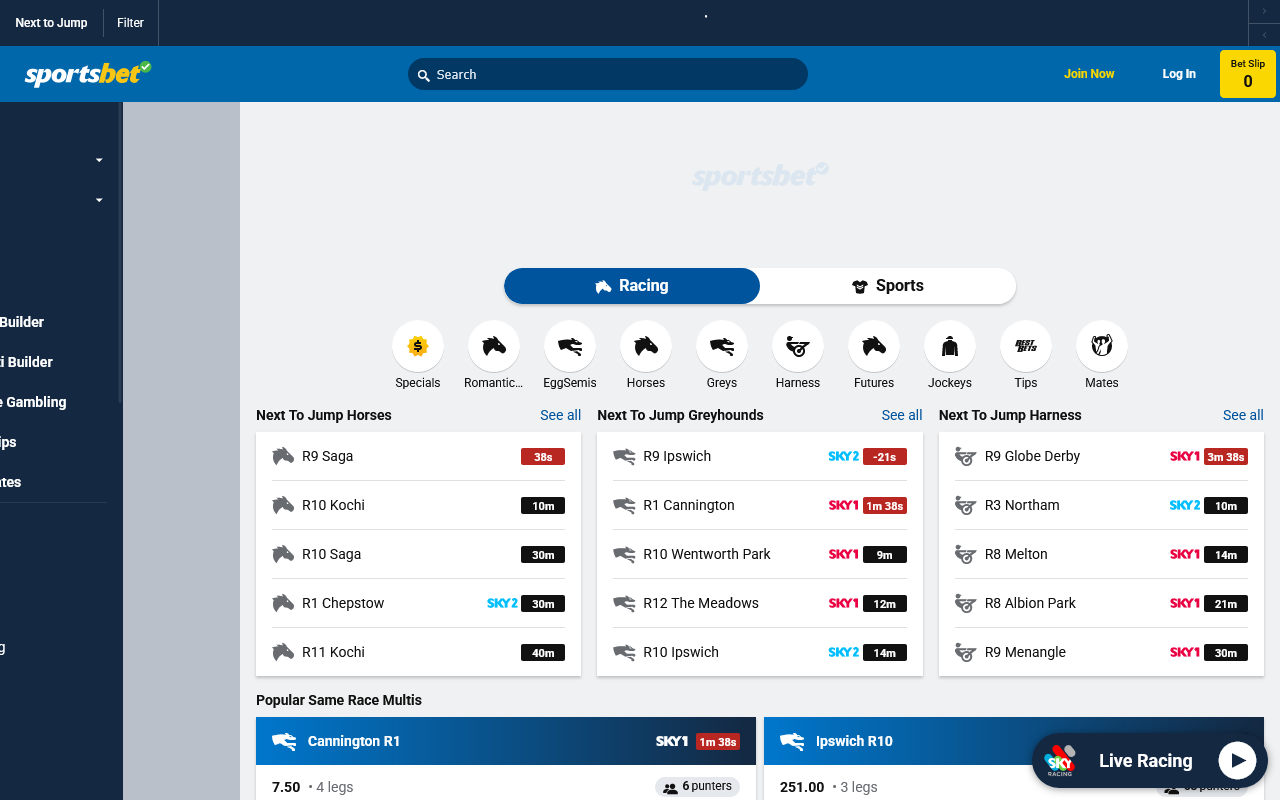 Next to Jump
Filter
sportsbet
Search
Join Now
Log In
Bet Slip
0
Builder
i Builder
e Gambling
ips
ates
g
sportsbet
Racing
Sports
Specials
Romantic...
EggSemis
Horses
Greys
Harness
Futures
Jockeys
BEST BETS
Tips
Mates
Next To Jump Horses
See all
R9 Saga
38s
R10 Kochi
10m
R10 Saga
30m
R1 Chepstow
SKY2
30m
R11 Kochi
40m
Next To Jump Greyhounds
See all
R9 Ipswich
SKY2
-21s
R1 Cannington
SKY1
1m 38s
R10 Wentworth Park
SKY1
9m
R12 The Meadows
SKY1
12m
R10 Ipswich
SKY2
14m
Next To Jump Harness
See all
R9 Globe Derby
SKY1
3m 38s
R3 Northam
SKY2
10m
R8 Melton
SKY1
14m
R8 Albion Park
SKY1
21m
R9 Menangle
SKY1
30m
Popular Same Race Multis
Cannington R1
SKY1
1m 38s
7.50 • 4 legs
6 punters
Ipswich R10
251.00 • 3 legs
punters
SKY
RACING
Live Racing